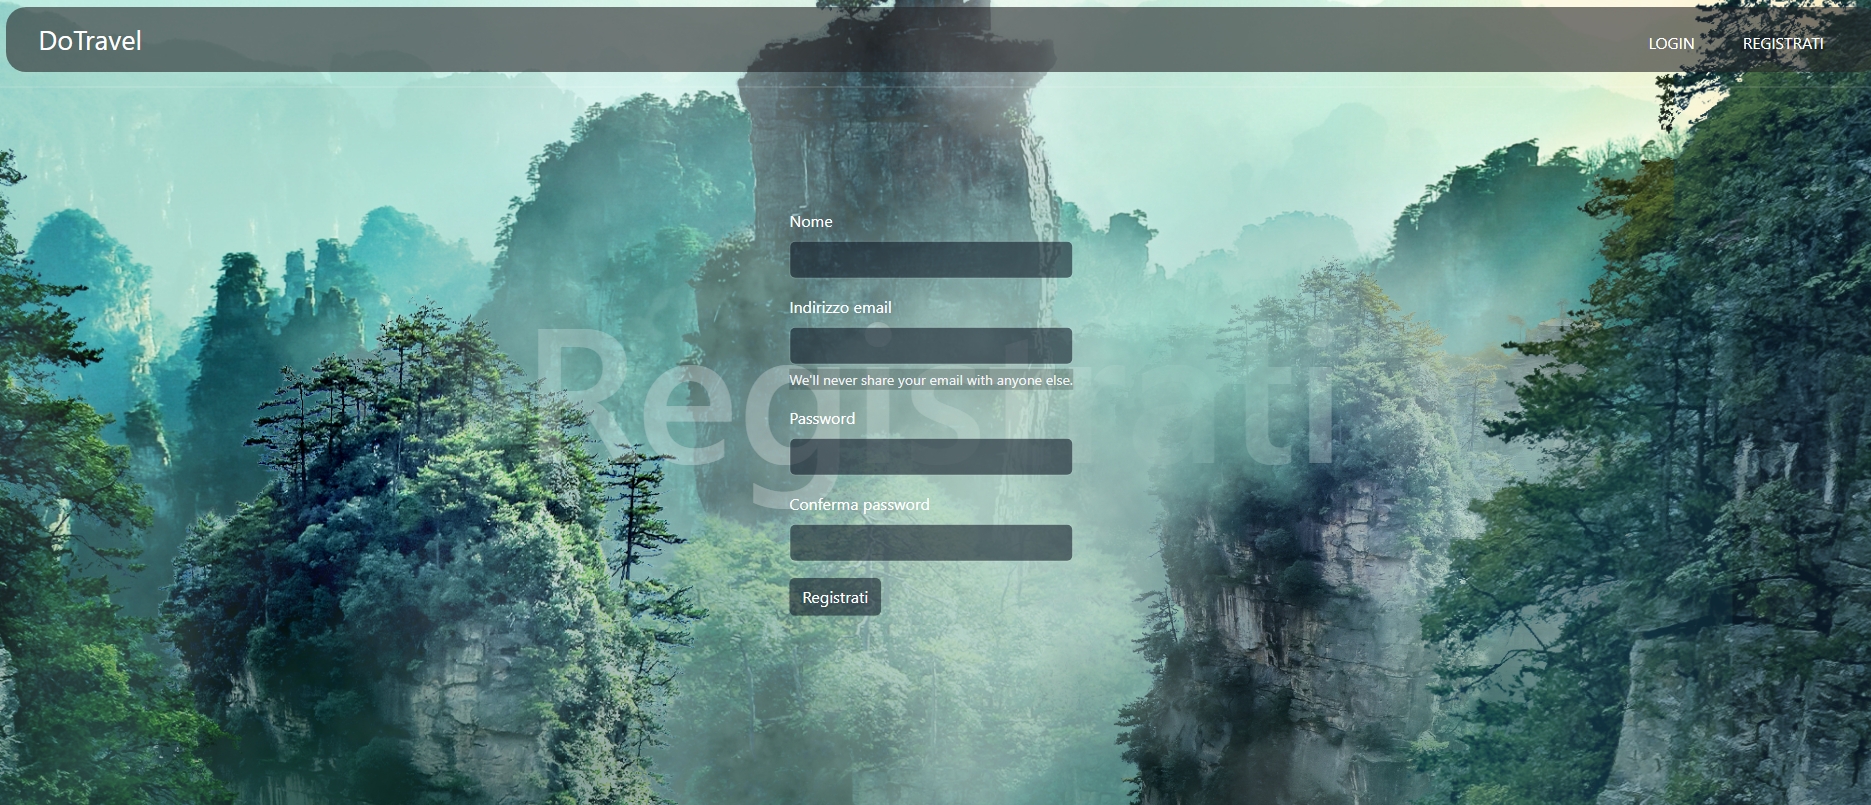 DoTravel
LOGIN REGISTRATI
Nome
Indirizzo email
Registrati
We'll never share your email with anyone else.
Password
Conferma password
Registrati